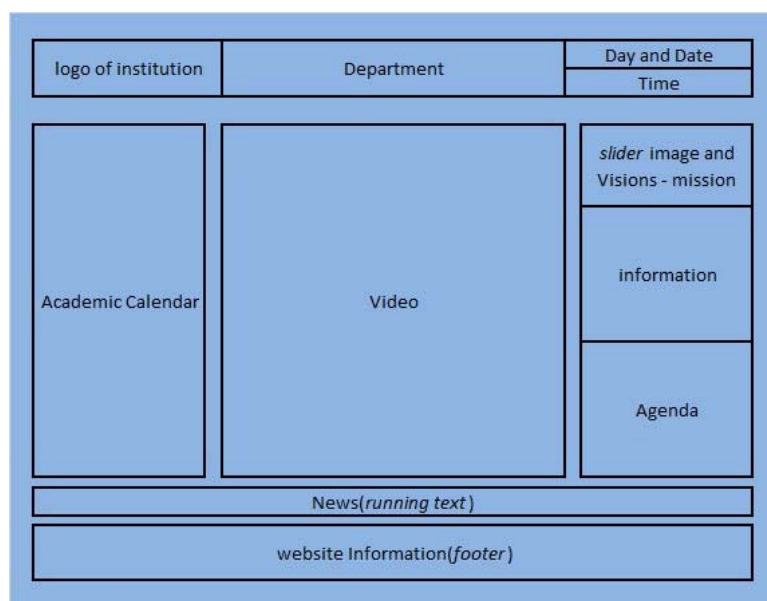 logo of institution
Department
Day and Date
Time
Academic Calendar
Video
slider image and
Visions - mission
information
Agenda
News(running text)
website Information(footer)